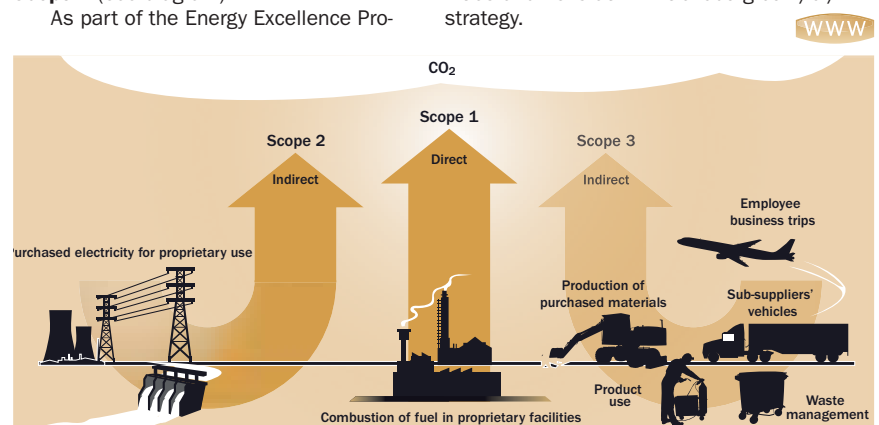 As part of the Energy Excellence Pro-
strategy.
WWW
CO₂
Scope 1
Direct
Scope 2
Indirect
Scope 3
Indirect
Employee
business trips
Purchased electricity for proprietary use
Production of
purchased materials
Sub-suppliers'
vehicles
Product
use
Waste
management
Combustion of fuel in proprietary facilities